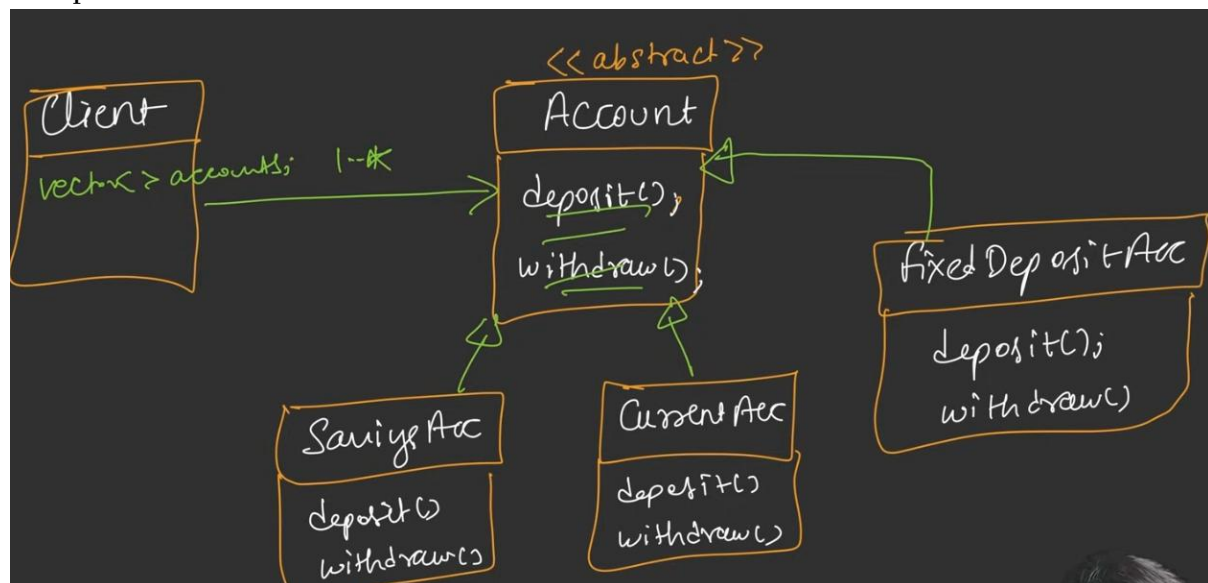 <<abstract>>
Client
vector<> accounts; 1--*
Account
deposit();
withdraw();
FixedDepositAcc
deposit();
withdraw()
SavingsAcc
deposit()
withdraw()
CurrentAcc
deposit()
withdraw()